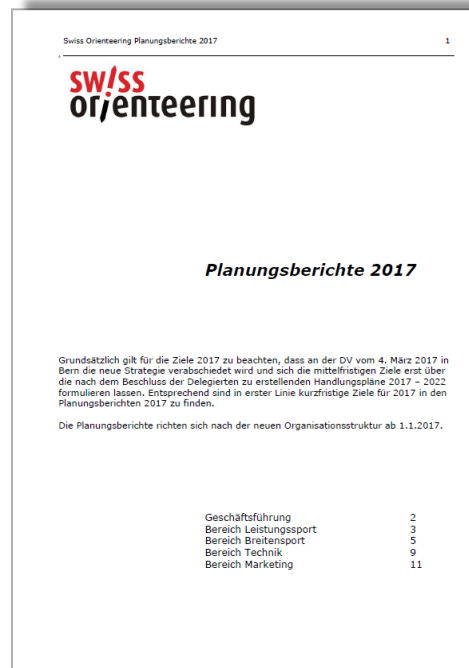 Swiss Orienteering Planungsberichte 2017 1
sw!ss
orienteering
Planungsberichte 2017
Grundsätzlich gilt für die Ziele 2017 zu beachten, dass an der DV vom 4. März 2017 in
Bern die neue Strategie verabschiedet wird und sich die mittelfristigen Ziele erst über
die nach dem Beschluss der Delegierten zu erstellenden Handlungspläne 2017 – 2022
formulieren lassen. Entsprechend sind in erster Linie kurzfristige Ziele für 2017 in den
Planungsberichten 2017 zu finden.
Die Planungsberichte richten sich nach der neuen Organisationsstruktur ab 1.1.2017.
Geschäftsführung 2
Bereich Leistungssport 3
Bereich Breitensport 5
Bereich Technik 9
Bereich Marketing 11